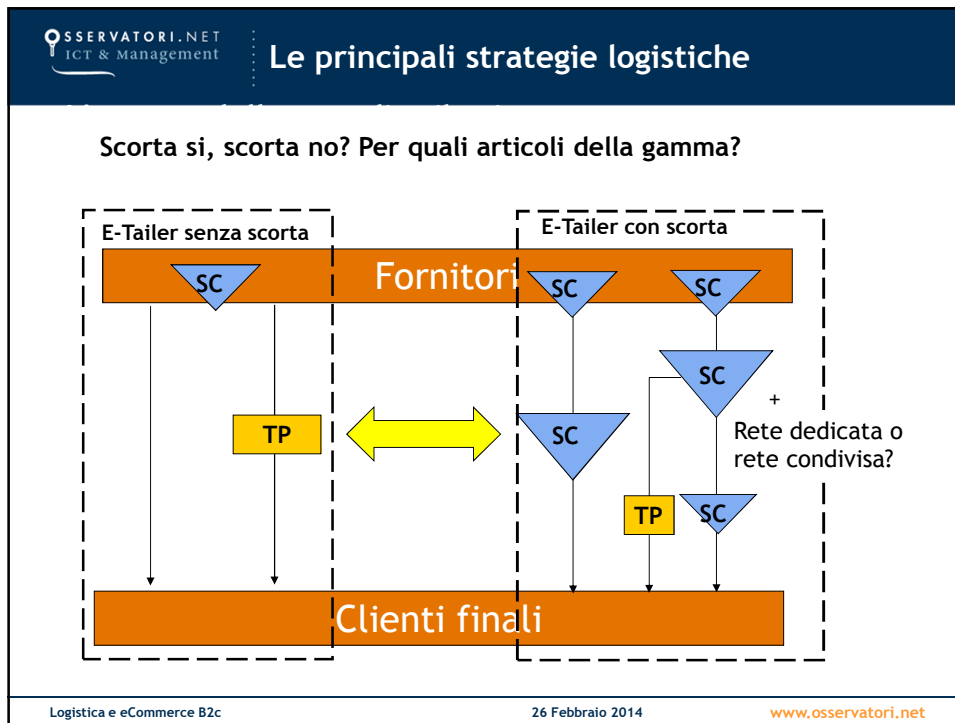 OSSERVATORI.NET
ICT & Management
Le principali strategie logistiche
Scorta si, scorta no? Per quali articoli della gamma?
E-Tailer senza scorta
E-Tailer con scorta
Fornitori
SC
SC
SC
SC
SC
TP
+
Rete dedicata o
rete condivisa?
TP
SC
Clienti finali
Logistica e eCommerce B2c
26 Febbraio 2014
www.osservatori.net